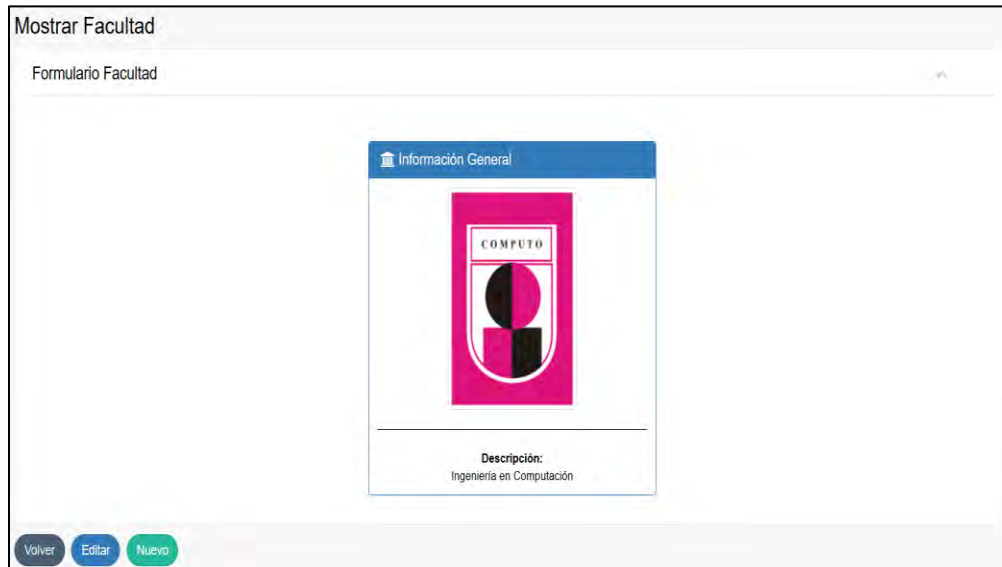 Mostrar Facultad
Formulario Facultad
Información General
COMPUTO
Descripción:
Ingeniería en Computación
Volver Editar Nuevo